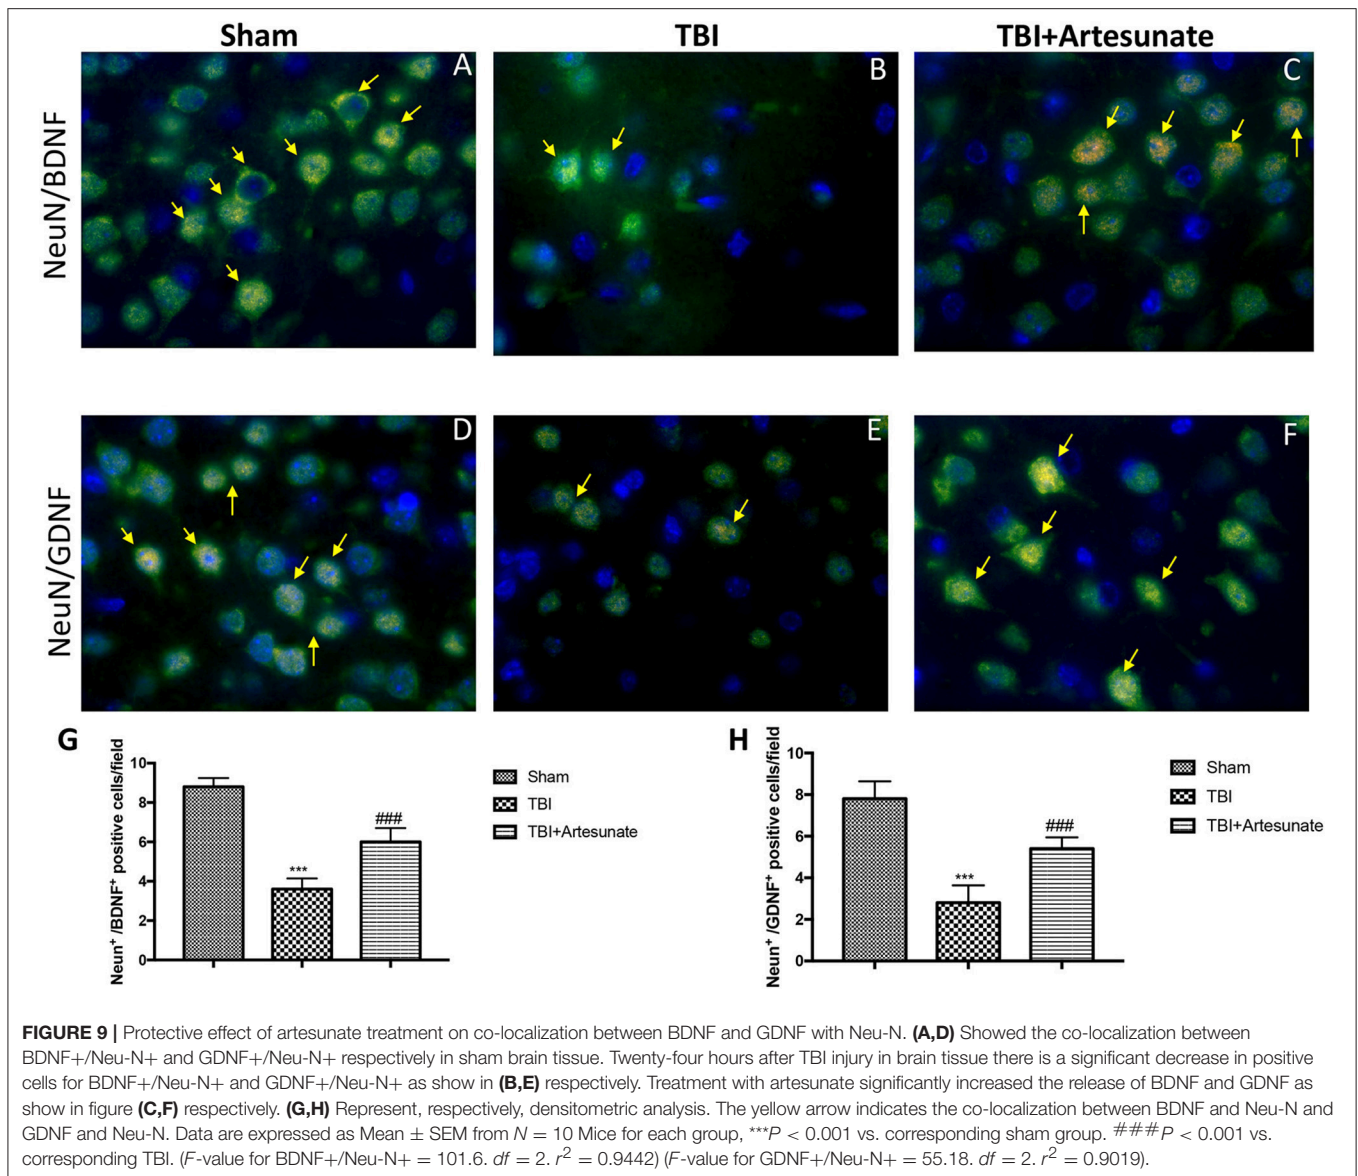 Sham TBI TBI+Artesunate
NeuN/BDNF
A B C
NeuN/GDNF
D E F
G
Neun+ /BDNF+ positive cells/field
10
8
6
4
2
0
***
###
Sham
TBI
TBI+Artesunate
H
Neun+ /GDNF+ positive cells/field
10
8
6
4
2
0
***
###
Sham
TBI
TBI+Artesunate
FIGURE 9 | Protective effect of artesunate treatment on co-localization between BDNF and GDNF with Neu-N. (A,D) Showed the co-localization between
BDNF+/Neu-N+ and GDNF+/Neu-N+ respectively in sham brain tissue. Twenty-four hours after TBI injury in brain tissue there is a significant decrease in positive
cells for BDNF+/Neu-N+ and GDNF+/Neu-N+ as show in (B,E) respectively. Treatment with artesunate significantly increased the release of BDNF and GDNF as
show in figure (C,F) respectively. (G,H) Represent, respectively, densitometric analysis. The yellow arrow indicates the co-localization between BDNF and Neu-N and
GDNF and Neu-N. Data are expressed as Mean ± SEM from N = 10 Mice for each group, ***P < 0.001 vs. corresponding sham group. ###P < 0.001 vs.
corresponding TBI. (F-value for BDNF+/Neu-N+ = 101.6. df = 2. r² = 0.9442) (F-value for GDNF+/Neu-N+ = 55.18. df = 2. r² = 0.9019).